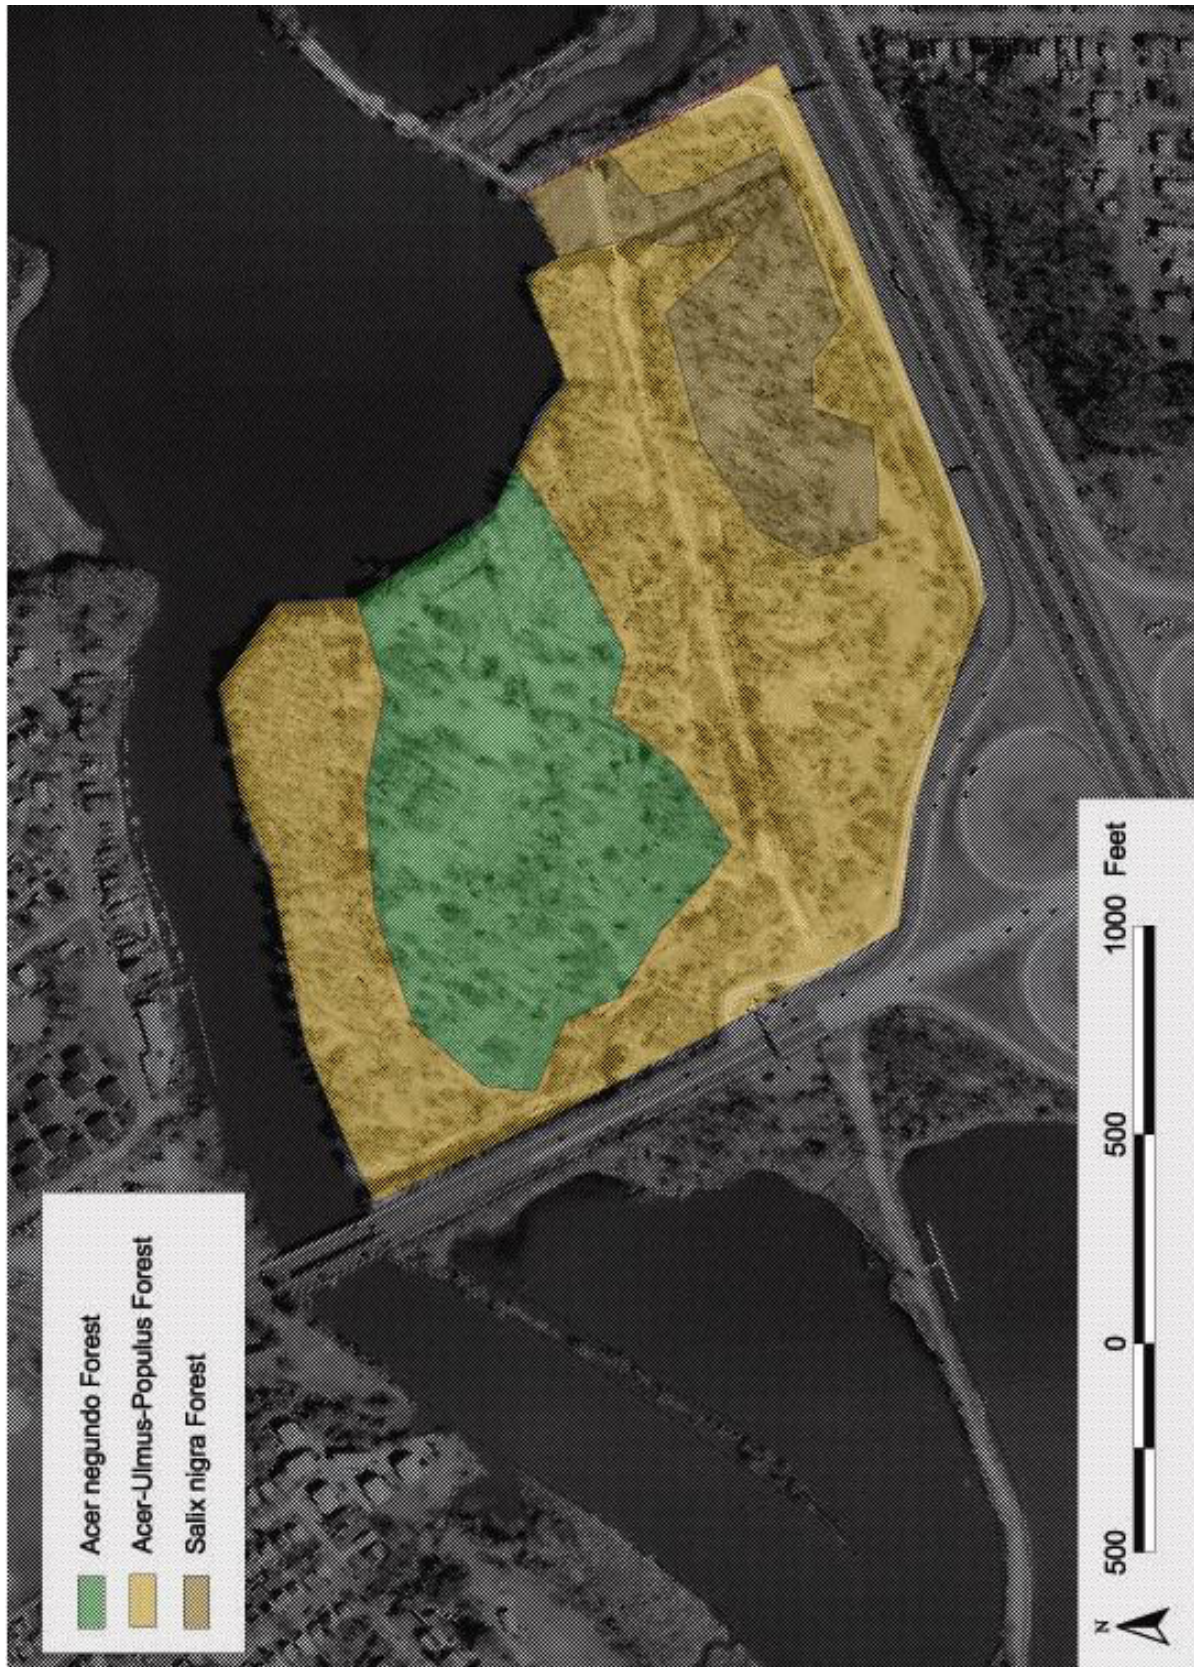 Acer negundo Forest
Acer-Ulmus-Populus Forest
Salix nigra Forest
N
500 0 500 1000 Feet